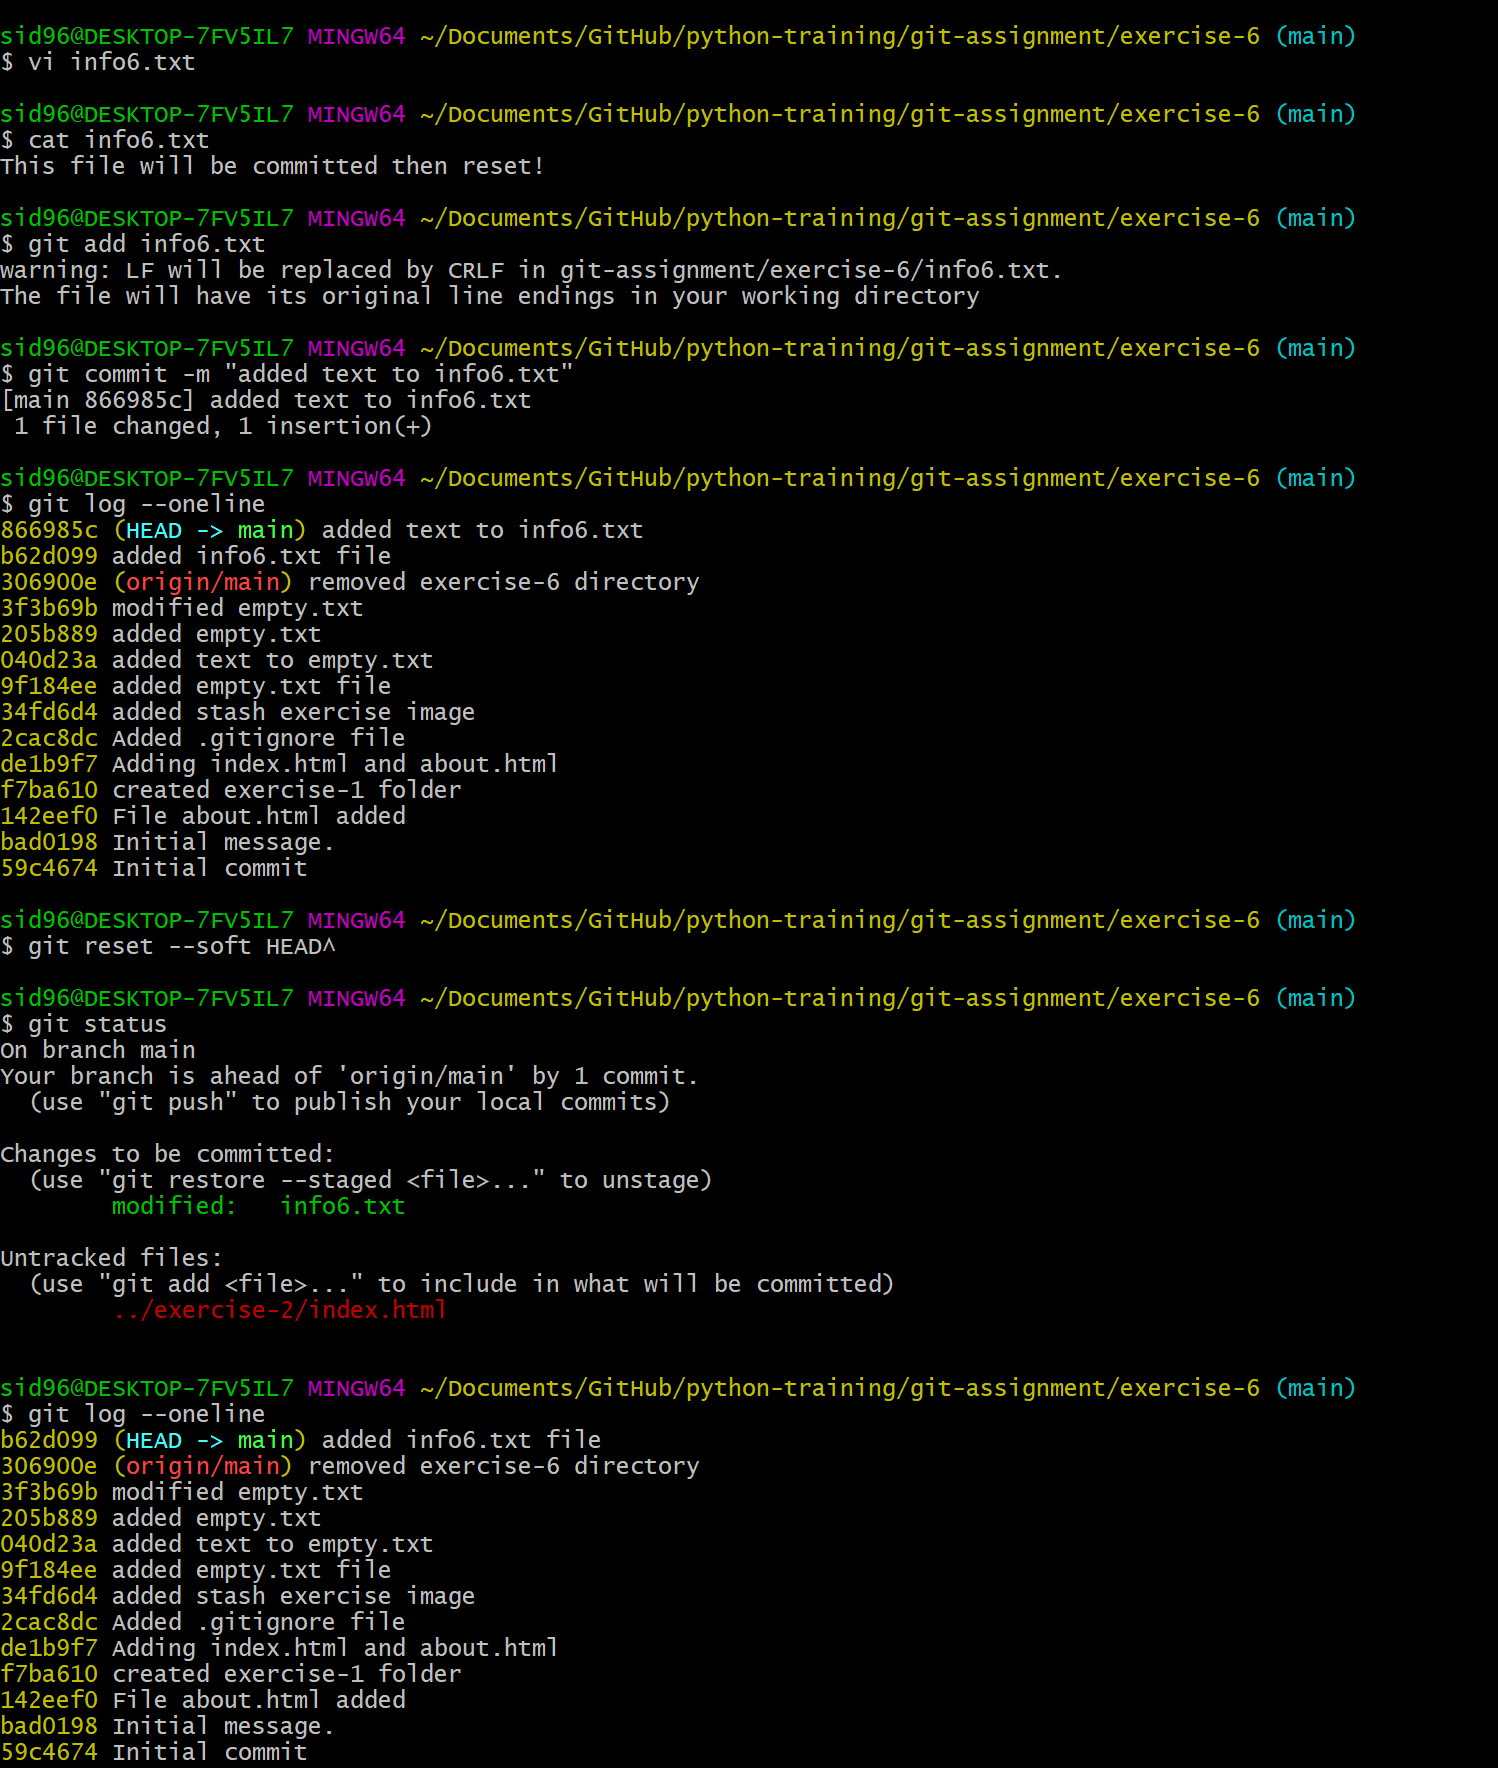 sid96@DESKTOP-7FV5IL7 MINGW64 ~/Documents/GitHub/python-training/git-assignment/exercise-6 (main)
$ vi info6.txt
sid96@DESKTOP-7FV5IL7 MINGW64 ~/Documents/GitHub/python-training/git-assignment/exercise-6 (main)
$ cat info6.txt
This file will be committed then reset!
sid96@DESKTOP-7FV5IL7 MINGW64 ~/Documents/GitHub/python-training/git-assignment/exercise-6 (main)
$ git add info6.txt
warning: LF will be replaced by CRLF in git-assignment/exercise-6/info6.txt.
The file will have its original line endings in your working directory
sid96@DESKTOP-7FV5IL7 MINGW64 ~/Documents/GitHub/python-training/git-assignment/exercise-6 (main)
$ git commit -m "added text to info6.txt"
[main 866985c] added text to info6.txt
 1 file changed, 1 insertion(+)
sid96@DESKTOP-7FV5IL7 MINGW64 ~/Documents/GitHub/python-training/git-assignment/exercise-6 (main)
$ git log --oneline
866985c (HEAD -> main) added text to info6.txt
b62d099 added info6.txt file
306900e (origin/main) removed exercise-6 directory
3f3b69b modified empty.txt
205b889 added empty.txt
040d23a added text to empty.txt
9f184ee added empty.txt file
34fd6d4 added stash exercise image
2cac8dc Added .gitignore file
de1b9f7 Adding index.html and about.html
f7ba610 created exercise-1 folder
142eef0 File about.html added
bad0198 Initial message.
59c4674 Initial commit
sid96@DESKTOP-7FV5IL7 MINGW64 ~/Documents/GitHub/python-training/git-assignment/exercise-6 (main)
$ git reset --soft HEAD^
sid96@DESKTOP-7FV5IL7 MINGW64 ~/Documents/GitHub/python-training/git-assignment/exercise-6 (main)
$ git status
On branch main
Your branch is ahead of 'origin/main' by 1 commit.
  (use "git push" to publish your local commits)
Changes to be committed:
  (use "git restore --staged <file>..." to unstage)
        modified:   info6.txt
Untracked files:
  (use "git add <file>..." to include in what will be committed)
        ../exercise-2/index.html
sid96@DESKTOP-7FV5IL7 MINGW64 ~/Documents/GitHub/python-training/git-assignment/exercise-6 (main)
$ git log --oneline
b62d099 (HEAD -> main) added info6.txt file
306900e (origin/main) removed exercise-6 directory
3f3b69b modified empty.txt
205b889 added empty.txt
040d23a added text to empty.txt
9f184ee added empty.txt file
34fd6d4 added stash exercise image
2cac8dc Added .gitignore file
de1b9f7 Adding index.html and about.html
f7ba610 created exercise-1 folder
142eef0 File about.html added
bad0198 Initial message.
59c4674 Initial commit